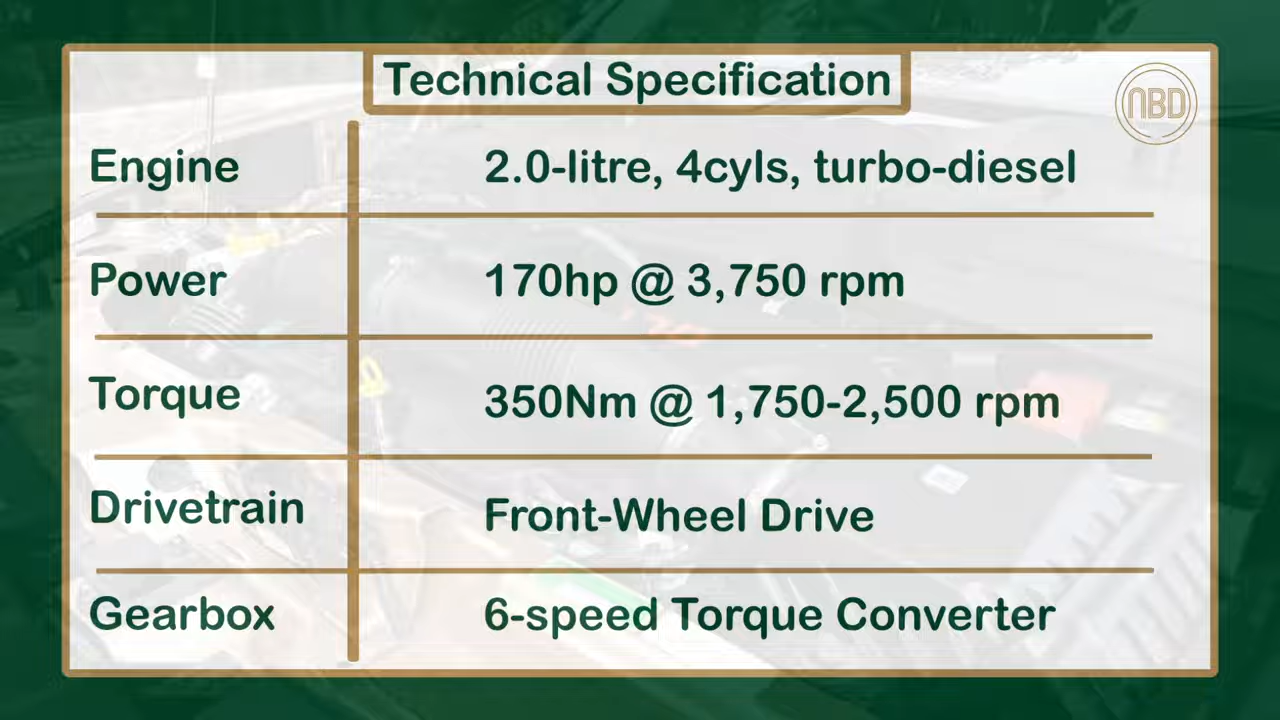 Technical Specification
NBD
Engine 2.0-litre, 4cyls, turbo-diesel
Power 170hp @ 3,750 rpm
Torque 350Nm @ 1,750-2,500 rpm
Drivetrain Front-Wheel Drive
Gearbox 6-speed Torque Converter